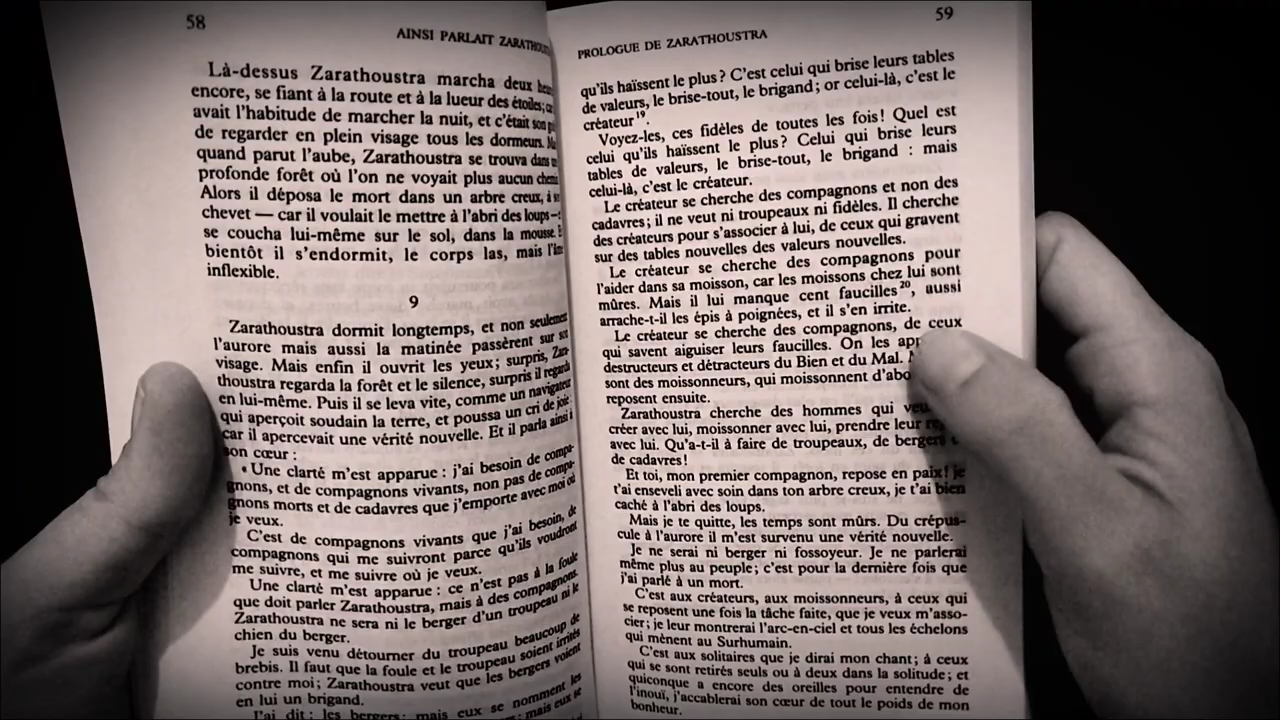 58
AINSI PARLAIT ZARATHOUS
Là-dessus Zarathoustra marcha deux
encore, se fiant à la route et à la lueur des étoiles;
avait l'habitude de marcher la nuit, et c'était son
de regarder en plein visage tous les dormeurs.
quand parut l'aube, Zarathoustra se trouva dans
profonde forêt où l'on ne voyait plus aucun
Alors il déposa le mort dans un arbre creux, à
chevet — car il voulait le mettre à l'abri des loups —
se coucha lui-même sur le sol, dans la mousse.
bientôt il s'endormit, le corps las, mais
inflexible.
9
Zarathoustra dormit longtemps, et non seulement
l'aurore mais aussi la matinée passèrent sur son
visage. Mais enfin il ouvrit les yeux; surpris, Zara-
thoustra regarda la forêt et le silence, surpris il regarda
en lui-même. Puis il se leva vite, comme un navigateur
qui aperçoit soudain la terre, et poussa un cri de joie:
car il apercevait une vérité nouvelle. Et il parla ainsi à
son cœur :
« Une clarté m'est apparue : j'ai besoin de compa-
gnons, et de compagnons vivants, non pas de compa-
gnons morts et de cadavres que j'emporte avec moi où
je veux.
C'est de compagnons vivants que j'ai besoin, de
compagnons qui me suivront parce qu'ils voudront
me suivre, et me suivre où je veux.
Une clarté m'est apparue : ce n'est pas à la foule
que doit parler Zarathoustra, mais à des compagnons.
Zarathoustra ne sera ni le berger d'un troupeau ni le
chien du berger.
Je suis venu détourner du troupeau beaucoup de
brebis. Il faut que la foule et le troupeau soient irrités
contre moi; Zarathoustra veut que les bergers voient
en lui un brigand.
J'ai dit : les bergers; mais eux se nomment les
59
PROLOGUE DE ZARATHOUSTRA
qu'ils haïssent le plus ? C'est celui qui brise leurs tables
de valeurs, le brise-tout, le brigand; or celui-là, c'est le
créateur 19.
Voyez-les, ces fidèles de toutes les fois! Quel est
celui qu'ils haïssent le plus? Celui qui brise leurs
tables de valeurs, le brise-tout, le brigand : mais
celui-là, c'est le créateur.
Le créateur se cherche des compagnons et non des
cadavres; il ne veut ni troupeaux ni fidèles. Il cherche
des créateurs pour s'associer à lui, de ceux qui gravent
sur des tables nouvelles des valeurs nouvelles.
Le créateur se cherche des compagnons pour
l'aider dans sa moisson, car les moissons chez lui sont
mûres. Mais il lui manque cent faucilles 20, aussi
arrache-t-il les épis à poignées, et il s'en irrite.
Le créateur se cherche des compagnons, de ceux
qui savent aiguiser leurs faucilles. On les app
destructeurs et détracteurs du Bien et du Mal.
sont des moissonneurs, qui moissonnent d'abo
reposent ensuite.
Zarathoustra cherche des hommes qui
créer avec lui, moissonner avec lui, prendre leur
avec lui. Qu'a-t-il à faire de troupeaux, de bergers
de cadavres!
Et toi, mon premier compagnon, repose en paix! je
t'ai enseveli avec soin dans ton arbre creux, je t'ai bien
caché à l'abri des loups.
Mais je te quitte, les temps sont mûrs. Du crépus-
cule à l'aurore il m'est survenu une vérité nouvelle.
Je ne serai ni berger ni fossoyeur. Je ne parlerai
même plus au peuple; c'est pour la dernière fois que
j'ai parlé à un mort.
C'est aux créateurs, aux moissonneurs, à ceux qui
se reposent une fois la tâche faite, que je veux m'asso-
cier; je leur montrerai l'arc-en-ciel et tous les échelons
qui mènent au Surhumain.
C'est aux solitaires que je dirai mon chant; à ceux
qui se sont retirés seuls ou à deux dans la solitude; et
quiconque a encore des oreilles pour entendre de
l'inouï, j'accablerai son cœur de tout le poids de mon
bonheur.